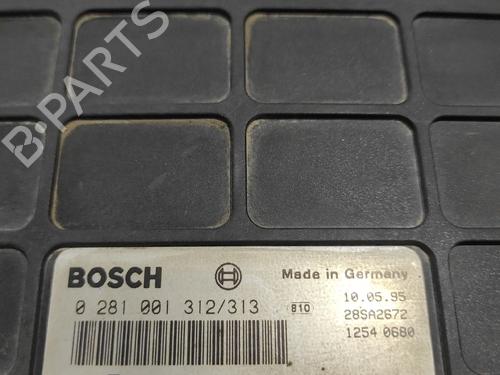 B-PARTS
BOSCH
Made in Germany
0 281 001 312/313
810
10.05.95
28SA2672
1254 0680